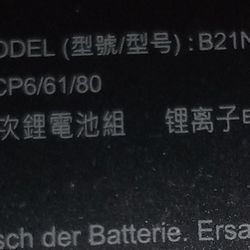 ODEL (型號/型号) : B21N
CP6/61/80
次鋰電池組 锂离子电
sch der Batterie. Ersa